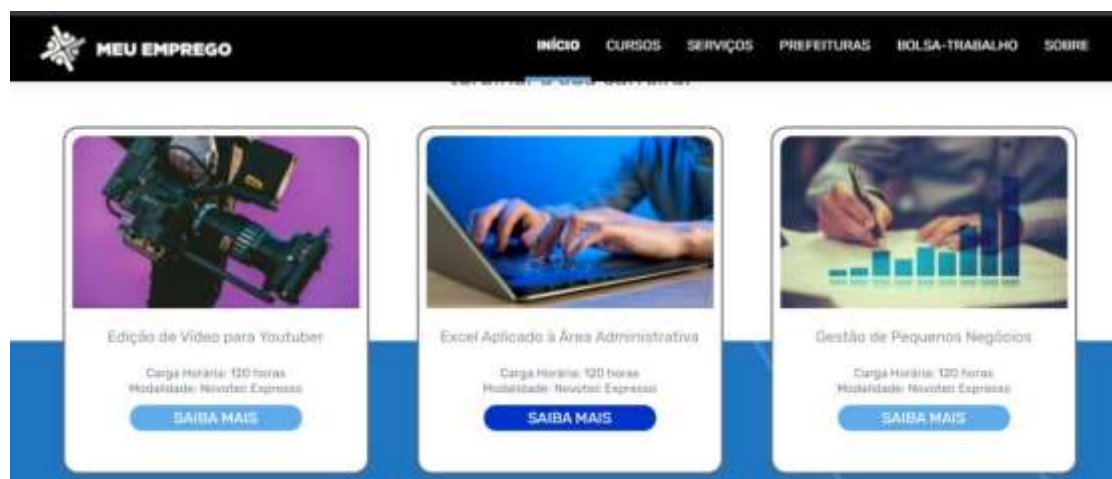 MEU EMPREGO
INÍCIO CURSOS SERVIÇOS PREFEITURAS BOLSA-TRABALHO SOBRE
a sua carreira.
Edição de Vídeo para Youtuber
Carga Horária: 120 horas
Modalidade: Novotec Expresso
SAIBA MAIS
Excel Aplicado à Área Administrativa
Carga Horária: 120 horas
Modalidade: Novotec Expresso
SAIBA MAIS
Gestão de Pequenos Negócios
Carga Horária: 120 horas
Modalidade: Novotec Expresso
SAIBA MAIS